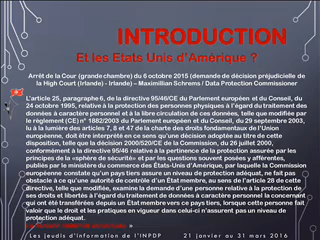 INTRODUCTION
Et les Etats Unis d'Amérique ?
Arrêt de la Cour (grande chambre) du 6 octobre 2015 (demande de décision préjudicielle de
la High Court (Irland) - Irlande) – Maximillian Schrems / Data Protection Commissioner
L'article 25, paragraphe 6, de la directive 95/46/CE du Parlement européen et du Conseil, du
24 octobre 1995, relative à la protection des personnes physiques à l'égard du traitement des
données à caractère personnel et à la libre circulation de ces données, telle que modifiée par
le règlement (CE) n° 1882/2003 du Parlement européen et du Conseil, du 29 septembre 2003,
lu à la lumière des articles 7, 8 et 47 de la charte des droits fondamentaux de l'Union
européenne, doit être interprété en ce sens qu'une décision adoptée au titre de cette
disposition, telle que la décision 2000/520/CE de la Commission, du 26 juillet 2000,
conformément à la directive 95/46 relative à la pertinence de la protection assurée par les
principes de la «sphère de sécurité» et par les questions souvent posées y afférentes,
publiés par le ministère du commerce des États-Unis d'Amérique, par laquelle la Commission
européenne constate qu'un pays tiers assure un niveau de protection adéquat, ne fait pas
obstacle à ce qu'une autorité de contrôle d'un État membre, au sens de l'article 28 de cette
directive, telle que modifiée, examine la demande d'une personne relative à la protection de
ses droits et libertés à l'égard du traitement de données à caractère personnel la concernant
qui ont été transférées depuis un État membre vers ce pays tiers, lorsque cette personne fait
valoir que le droit et les pratiques en vigueur dans celui-ci n'assurent pas un niveau de
protection adéquat.
Les jeudis d'information de l'INPDP 21 janvier au 31 mars 2016